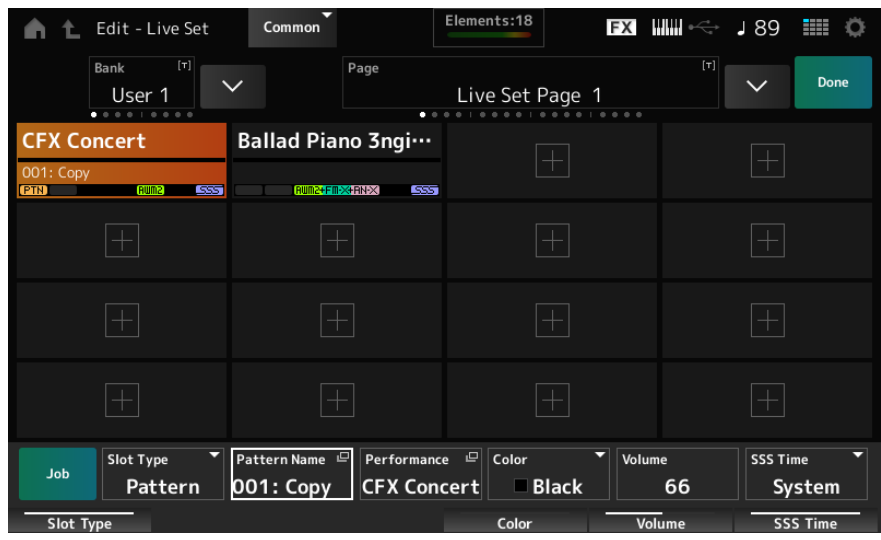 Edit - Live Set
Common
Elements:18
FX
♩ 89
Bank [T]
User 1
Page [T]
Live Set Page 1
Done
CFX Concert
001: Copy
PTN AWM2 SSS
Ballad Piano 3ngi⋯
AWM2+FM-X+AN-X SSS
Job
Slot Type
Pattern
Pattern Name
001: Copy
Performance
CFX Concert
Color
Black
Volume
66
SSS Time
System
Slot Type
Color
Volume
SSS Time